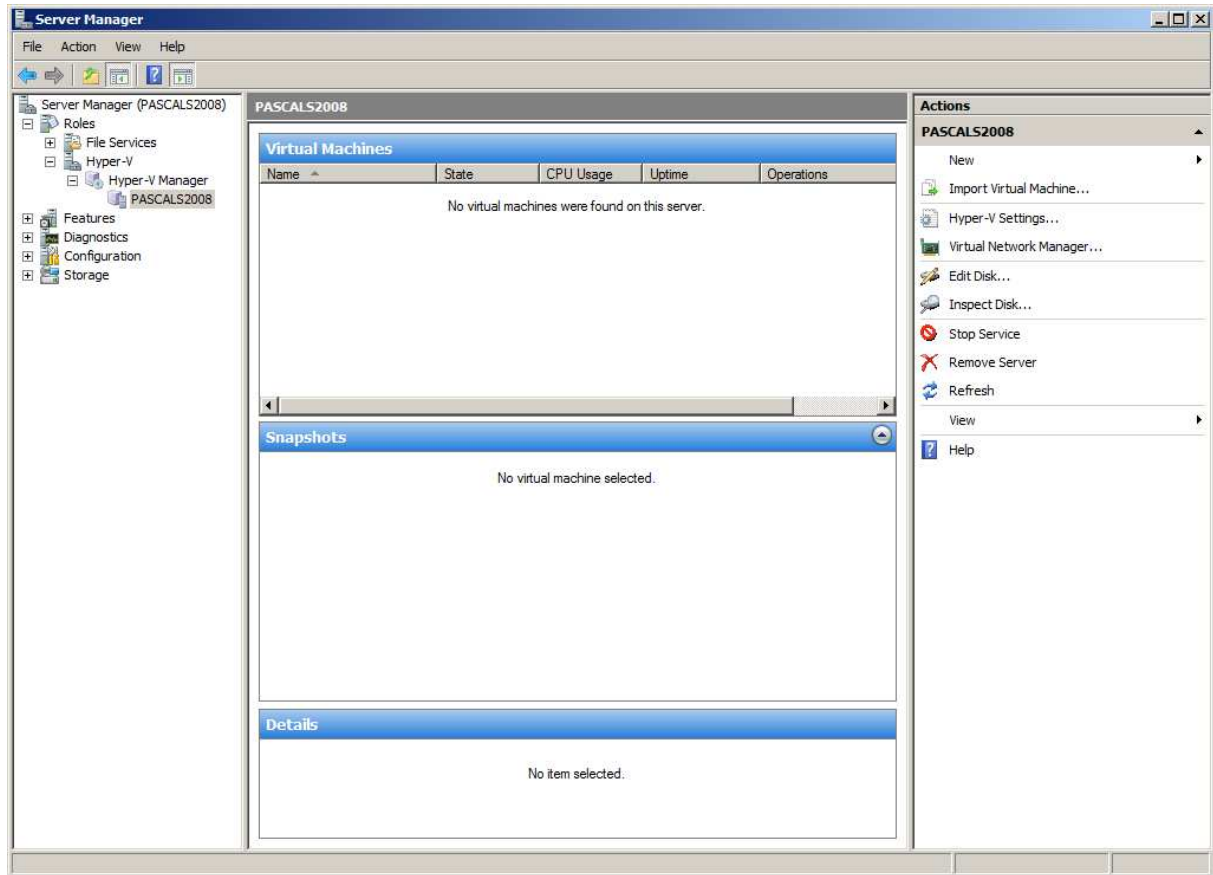 Server Manager
File Action View Help
Server Manager (PASCALS2008)
Roles
File Services
Hyper-V
Hyper-V Manager
PASCALS2008
Features
Diagnostics
Configuration
Storage
PASCALS2008
Virtual Machines
Name State CPU Usage Uptime Operations
No virtual machines were found on this server.
Snapshots
No virtual machine selected.
Details
No item selected.
Actions
PASCALS2008
New
Import Virtual Machine...
Hyper-V Settings...
Virtual Network Manager...
Edit Disk...
Inspect Disk...
Stop Service
Remove Server
Refresh
View
Help